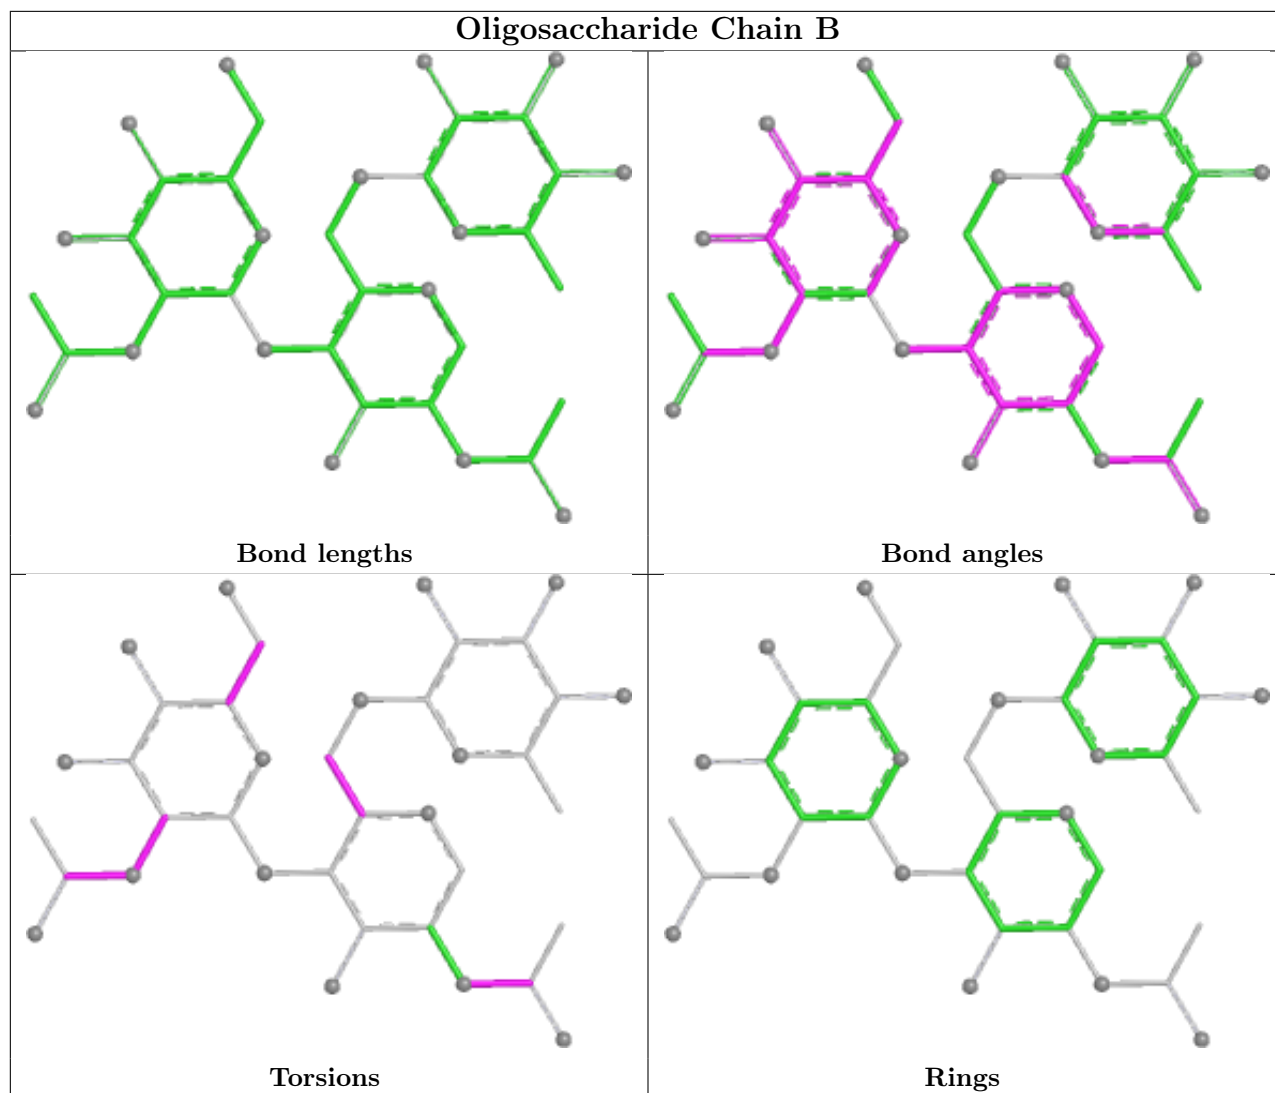 Oligosaccharide Chain B
Bond lengths
Bond angles
Torsions
Rings